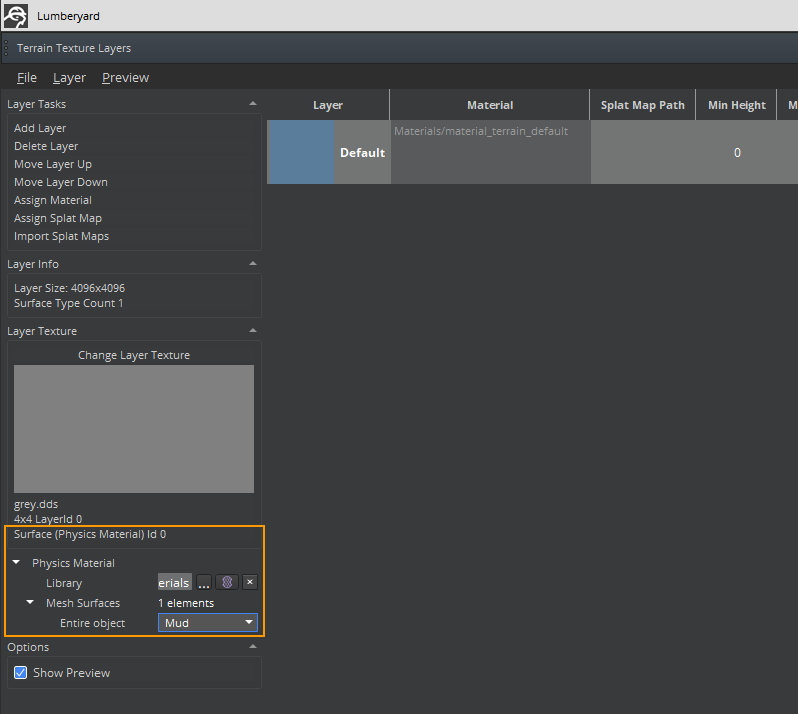 Lumberyard
Terrain Texture Layers
File Layer Preview
Layer Tasks
Add Layer
Delete Layer
Move Layer Up
Move Layer Down
Assign Material
Assign Splat Map
Import Splat Maps
Layer Info
Layer Size: 4096x4096
Surface Type Count 1
Layer Texture
Change Layer Texture
grey.dds
4x4 LayerId 0
Surface (Physics Material) Id 0
Physics Material
Library erials ...
Mesh Surfaces 1 elements
Entire object Mud
Options
Show Preview
Layer Material Splat Map Path Min Height M
Default Materials/material_terrain_default 0